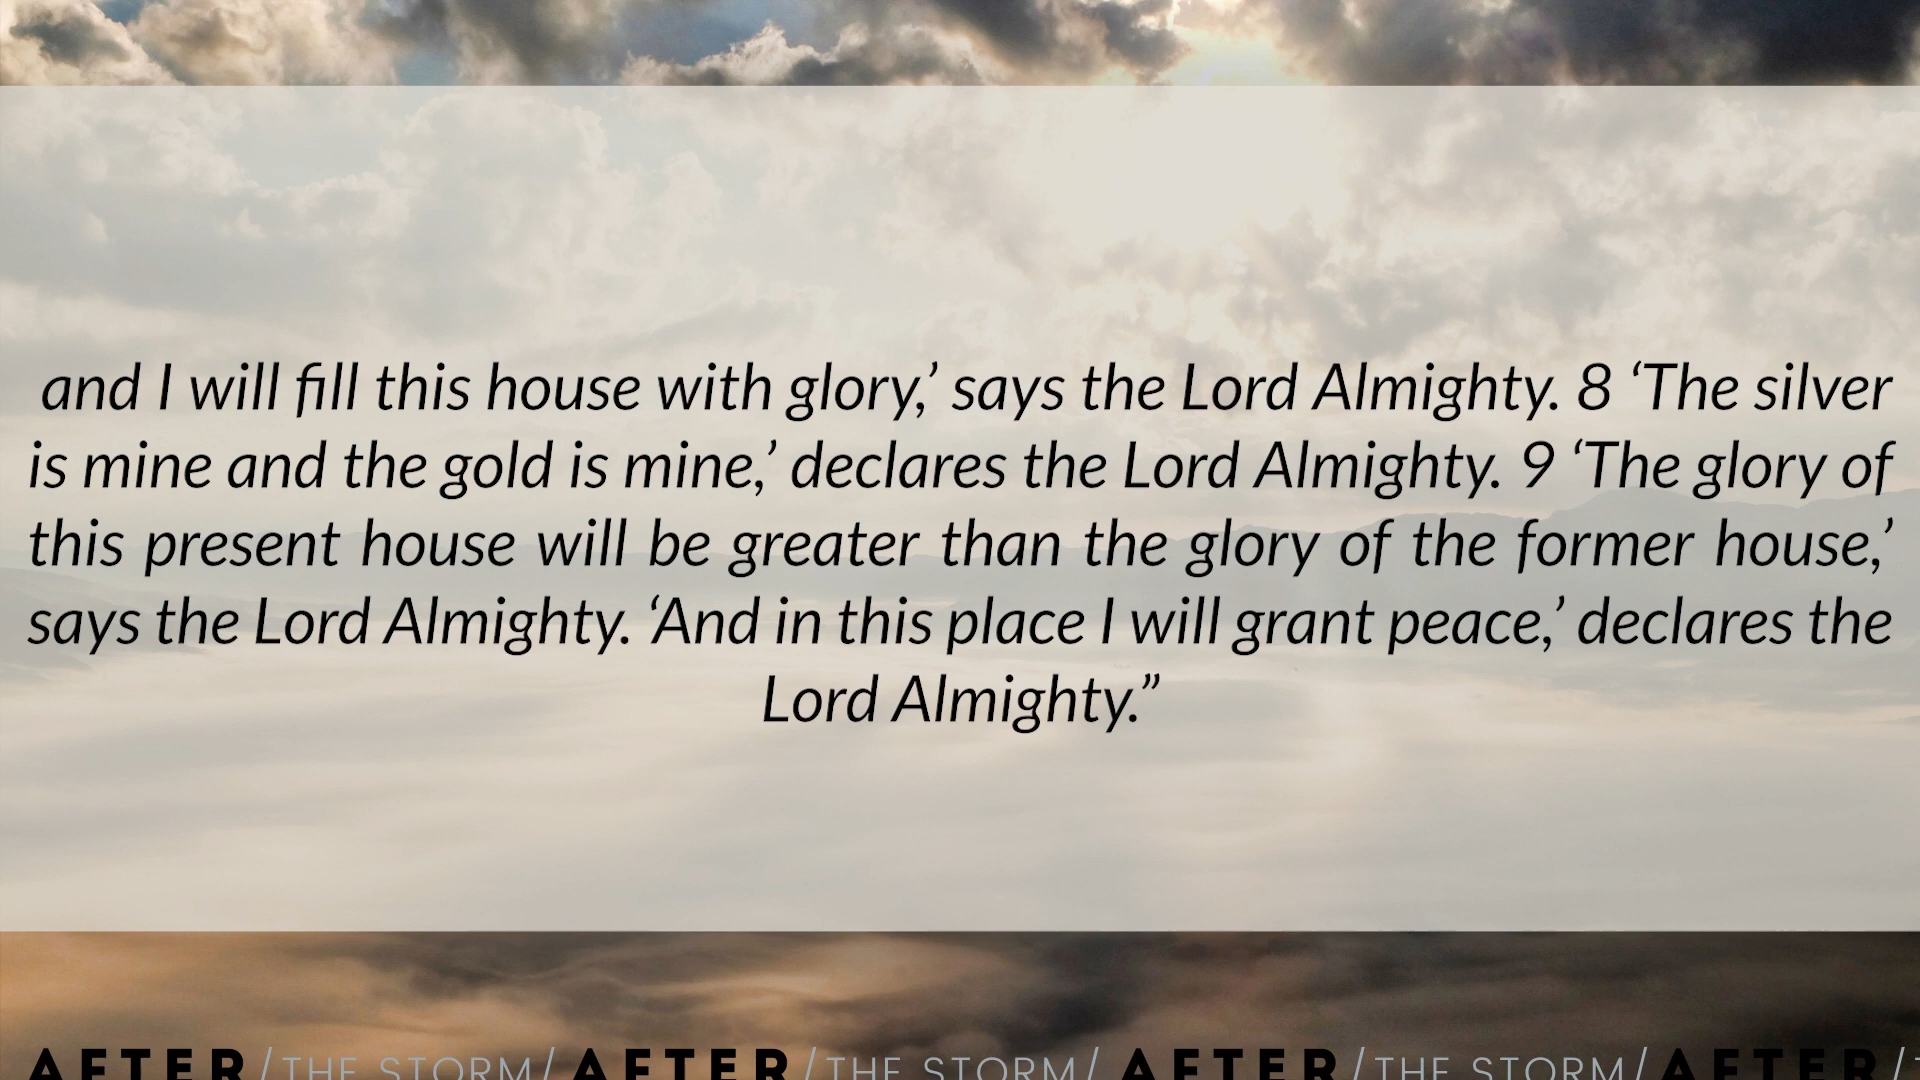 and I will fill this house with glory,’ says the Lord Almighty. 8 ‘The silver
is mine and the gold is mine,’ declares the Lord Almighty. 9 ‘The glory of
this present house will be greater than the glory of the former house,’
says the Lord Almighty. ‘And in this place I will grant peace,’ declares the
Lord Almighty.”
AFTER/THE STORM/ AFTER/THE STORM/ AFTER/THE STORM/AFTER/